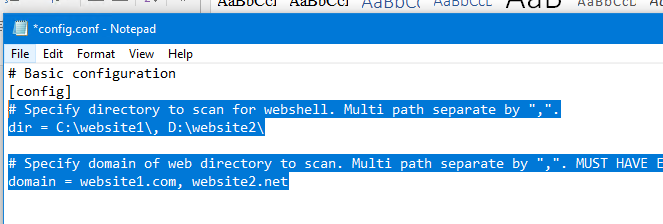 AaBbCcI AaBbCcI AaBbCc AaBbCcL AaB AaBbCcD AaBbCcD
*config.conf - Notepad
File Edit Format View Help
# Basic configuration
[config]
# Specify directory to scan for webshell. Multi path separate by ",".
dir = C:\website1\, D:\website2\
# Specify domain of web directory to scan. Multi path separate by ",". MUST HAVE E
domain = website1.com, website2.net